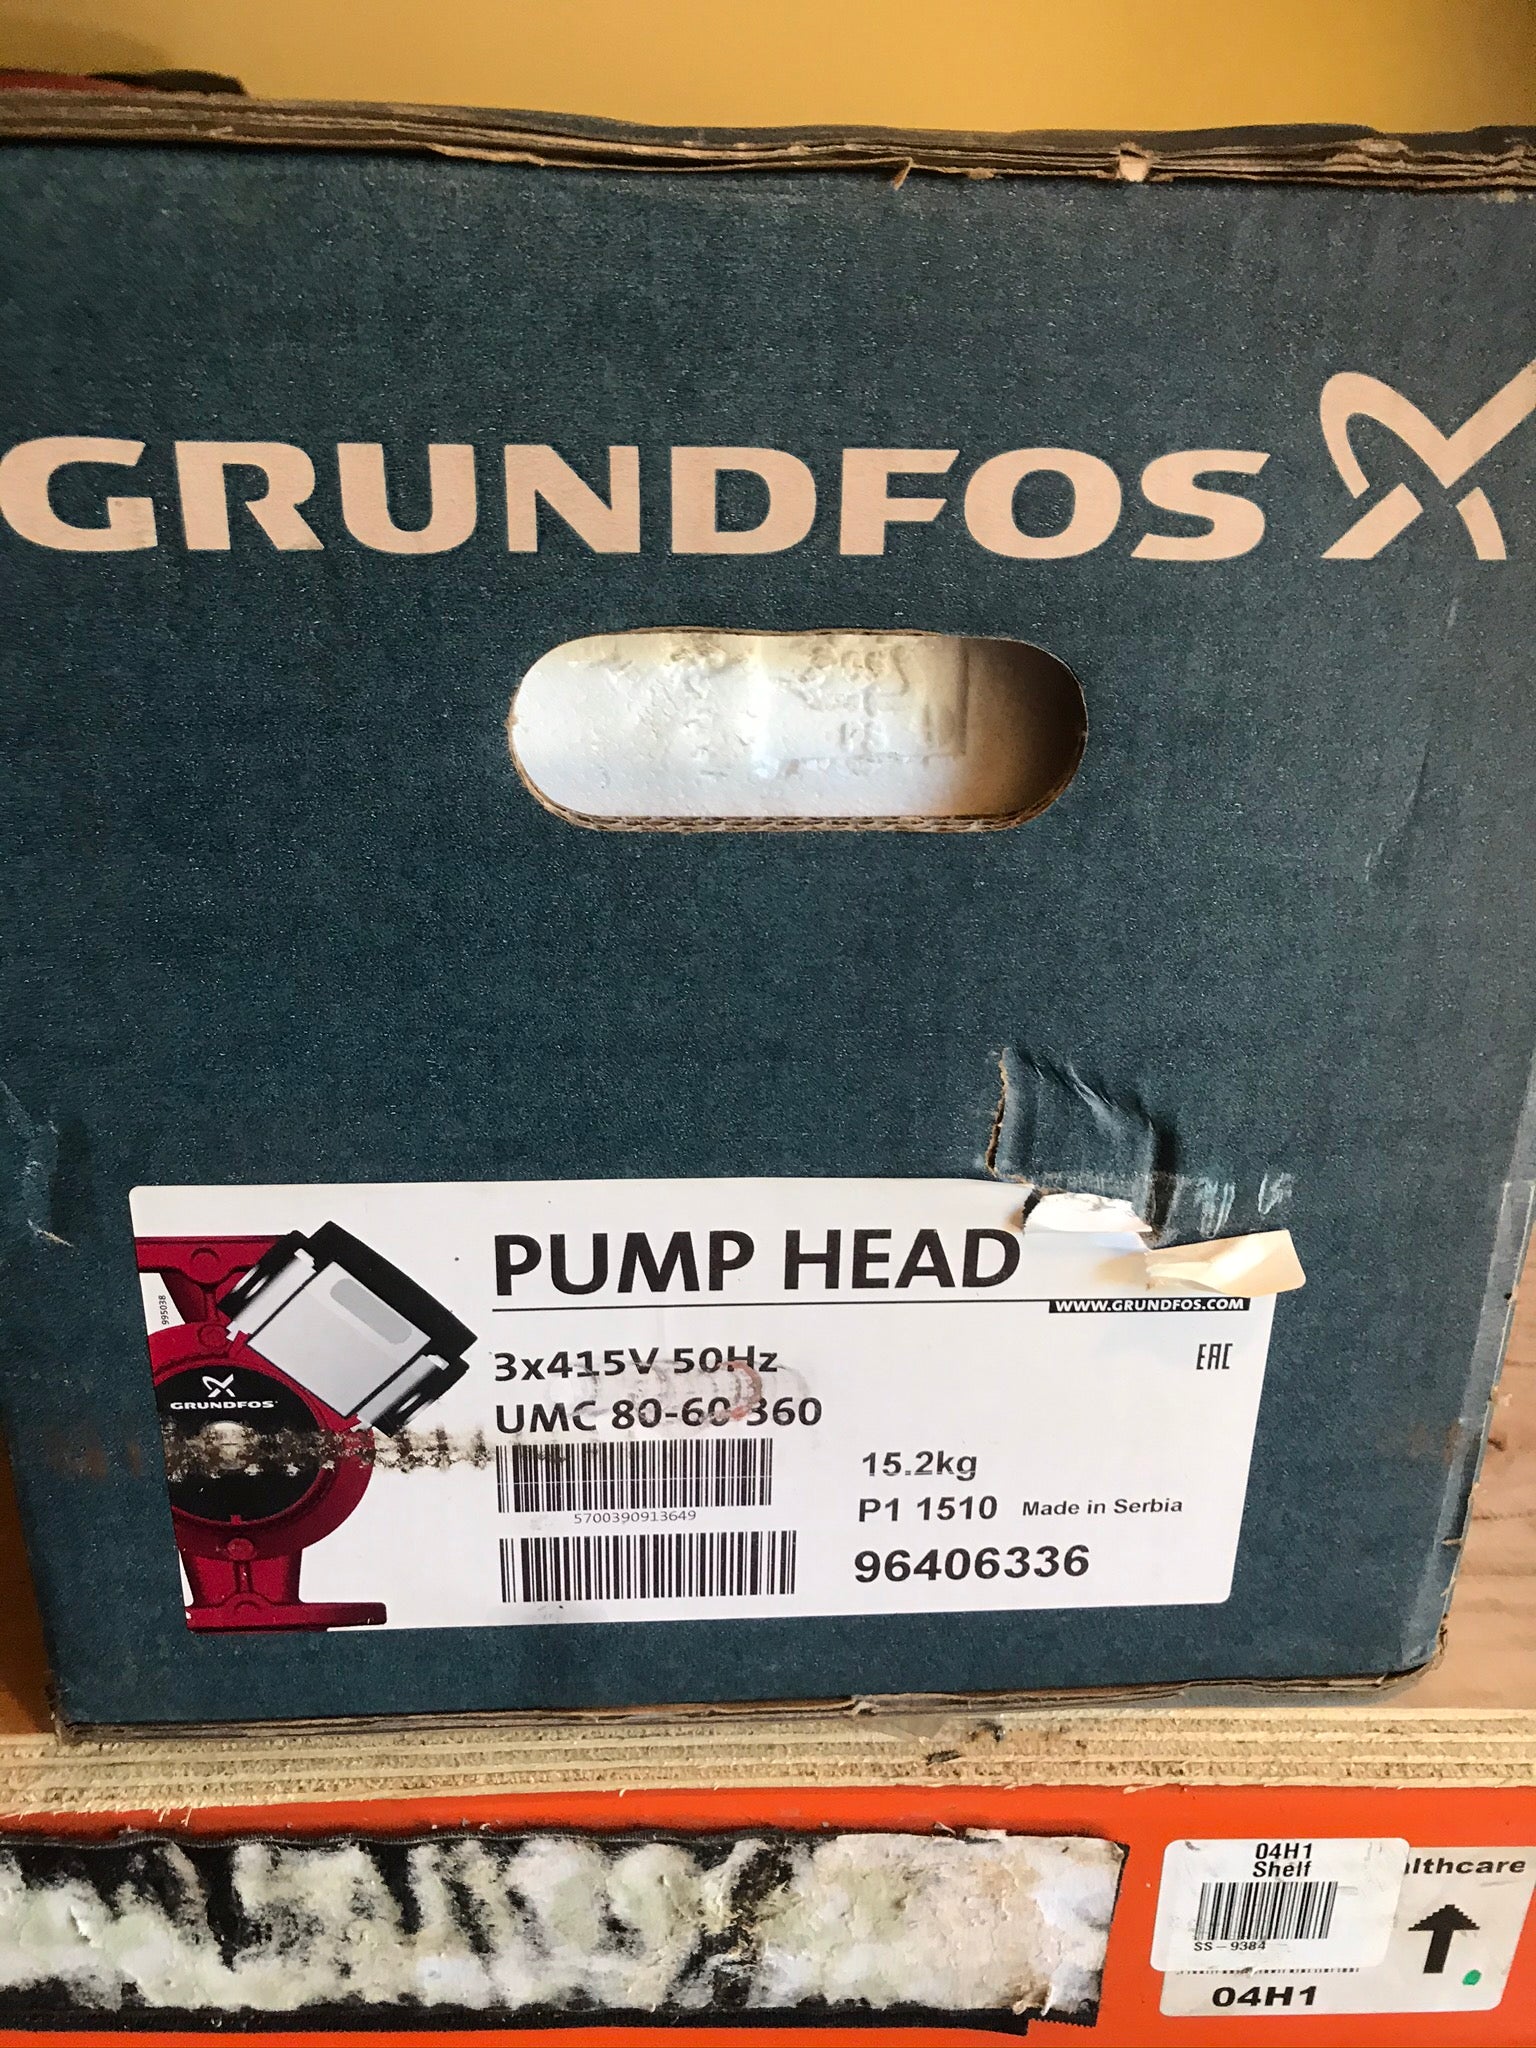 GRUNDFOS
PUMP HEAD
WWW.GRUNDFOS.COM
995038
3x415V 50Hz
EAC
UMC 80-60 360
GRUNDFOS
15.2kg
5700390913649
P1 1510 Made in Serbia
96406336
04H1
Shelf
lthcare
SS-9384
04H1